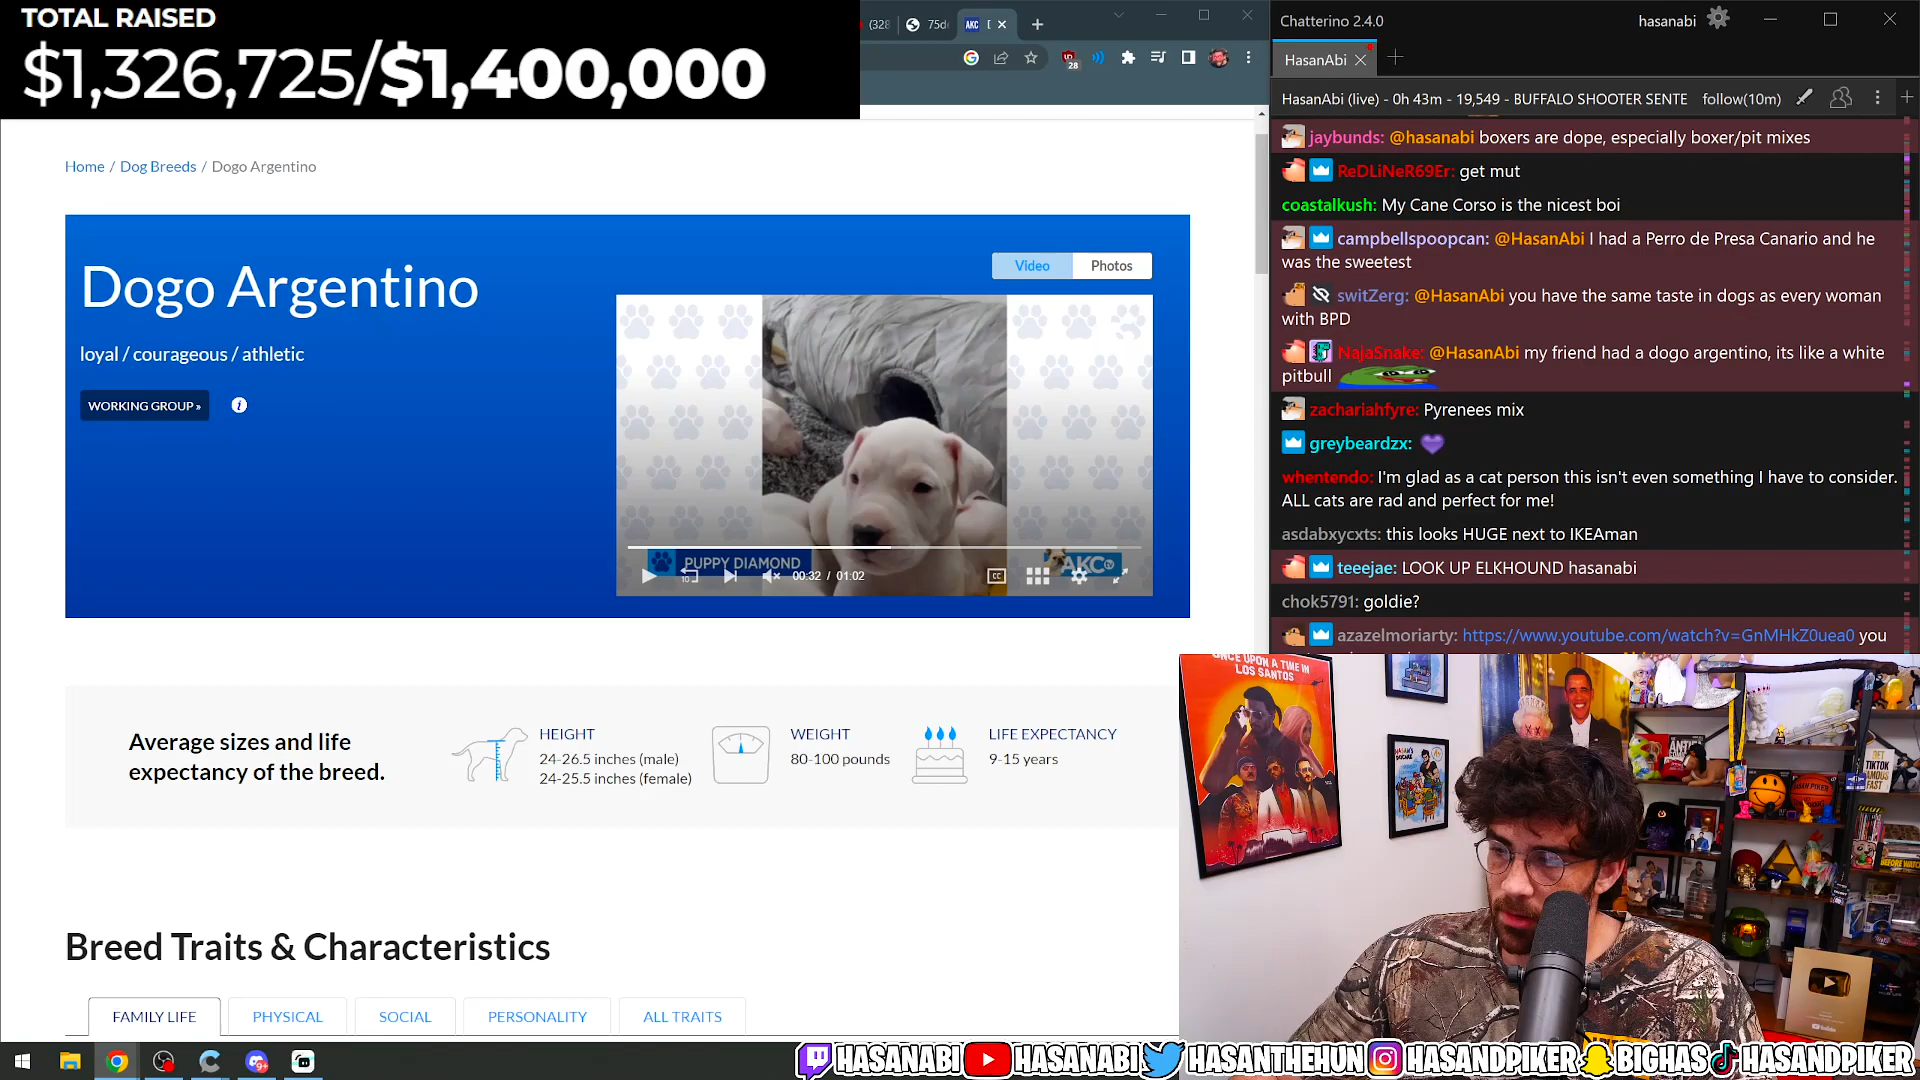 TOTAL RAISED
$1,326,725/$1,400,000
(328
75d
AKC
28
Home / Dog Breeds / Dogo Argentino
Dogo Argentino
loyal / courageous / athletic
WORKING GROUP »
i
Video
Photos
PUPPY DIAMOND
AKC tv
10
00:32 / 01:02
CC
Average sizes and life
expectancy of the breed.
HEIGHT
24-26.5 inches (male)
24-25.5 inches (female)
WEIGHT
80-100 pounds
LIFE EXPECTANCY
9-15 years
Breed Traits & Characteristics
FAMILY LIFE
PHYSICAL
SOCIAL
PERSONALITY
ALL TRAITS
Chatterino 2.4.0
hasanabi
HasanAbi
HasanAbi (live) - 0h 43m - 19,549 - BUFFALO SHOOTER SENTE
follow(10m)
jaybunds: @hasanabi boxers are dope, especially boxer/pit mixes
ReDLiNeR69Er: get mut
coastalkush: My Cane Corso is the nicest boi
campbellspoopcan: @HasanAbi I had a Perro de Presa Canario and he
was the sweetest
switZerg: @HasanAbi you have the same taste in dogs as every woman
with BPD
NajaSnake: @HasanAbi my friend had a dogo argentino, its like a white
pitbull
zachariahfyre: Pyrenees mix
greybeardzx:
whentendo: I'm glad as a cat person this isn't even something I have to consider.
ALL cats are rad and perfect for me!
asdabxycxts: this looks HUGE next to IKEAman
teeejae: LOOK UP ELKHOUND hasanabi
chok5791: goldie?
azazelmoriarty: https://www.youtube.com/watch?v=GnMHkZ0uea0 you
ONCE UPON A TIME IN
LOS SANTOS
HASANABI
HASANABI
HASANTHEHUN
HASANDPIKER
BIGHAS
HASANDPIKER